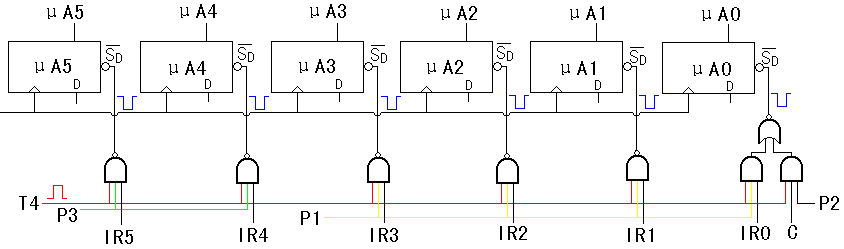 μA5 μA4 μA3 μA2 μA1 μA0
S̅D S̅D S̅D S̅D S̅D S̅D
μA5 μA4 μA3 μA2 μA1 μA0
D D D D D D
T4 P3 P1 P2
IR5 IR4 IR3 IR2 IR1 IR0 C